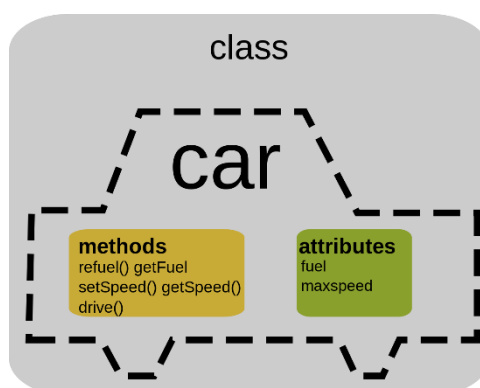 class
car
methods
refuel() getFuel
setSpeed() getSpeed()
drive()
attributes
fuel
maxspeed